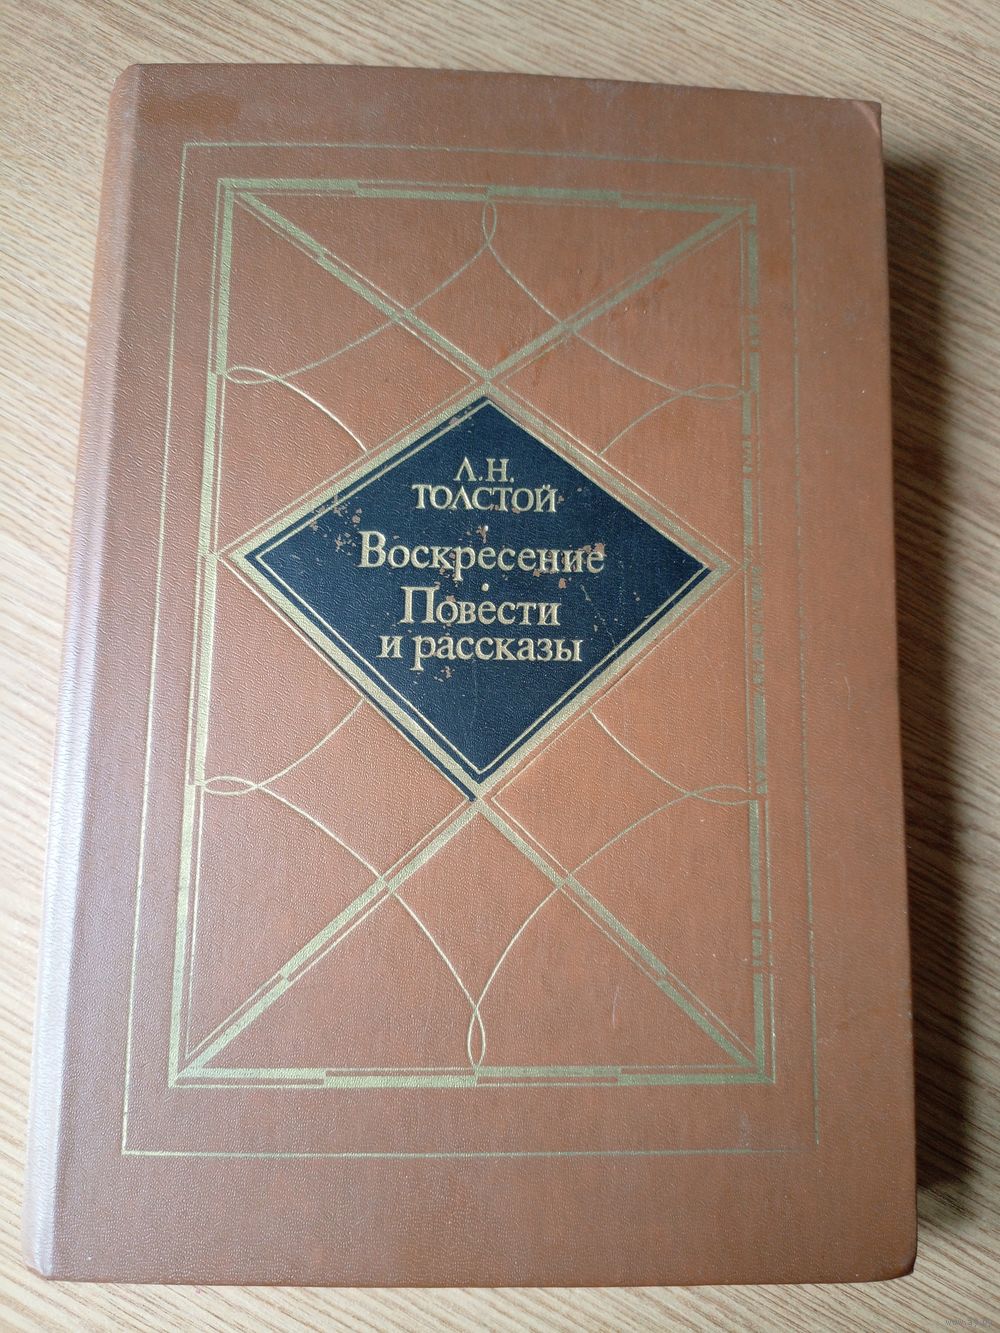 Л.Н.
ТОЛСТОЙ
Воскресение
Повести
и рассказы